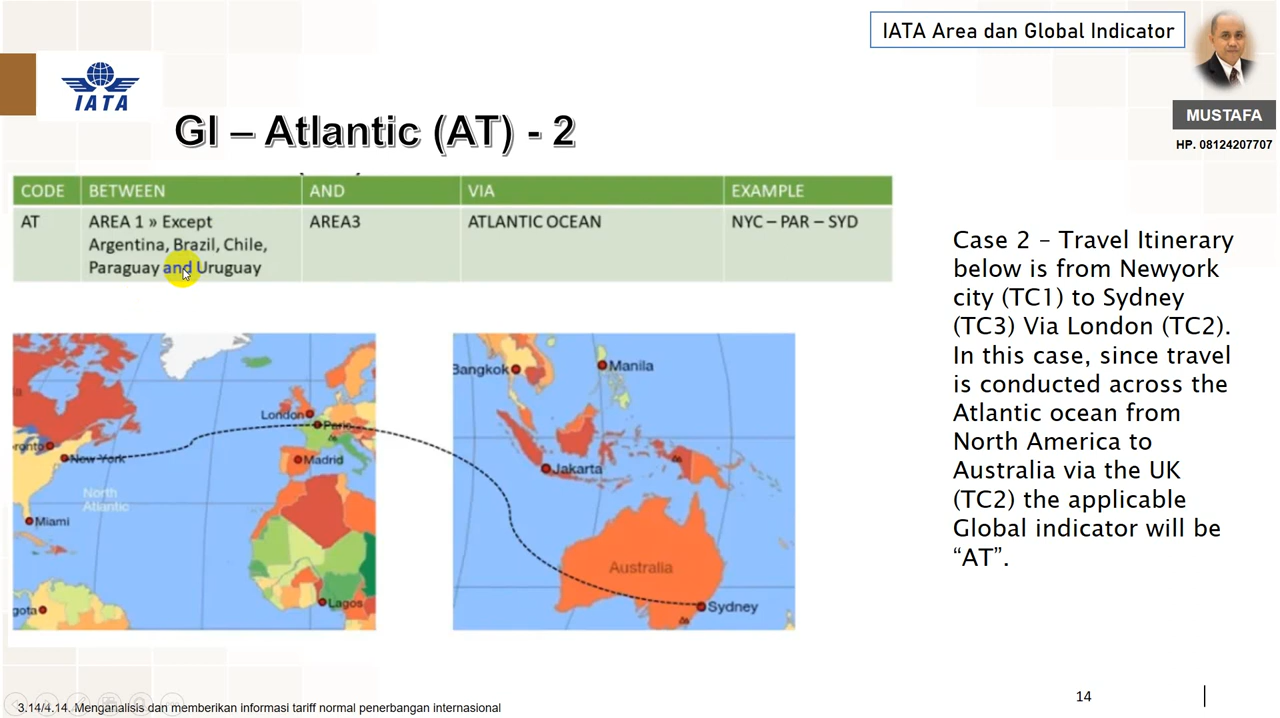 IATA Area dan Global Indicator
IATA
MUSTAFA
HP. 08124207707
GI – Atlantic (AT) - 2
CODE BETWEEN AND VIA EXAMPLE
AT AREA 1 » Except AREA3 ATLANTIC OCEAN NYC – PAR – SYD
Argentina, Brazil, Chile,
Paraguay and Uruguay
Case 2 – Travel Itinerary
below is from Newyork
city (TC1) to Sydney
(TC3) Via London (TC2).
In this case, since travel
is conducted across the
Atlantic ocean from
North America to
Australia via the UK
(TC2) the applicable
Global indicator will be
“AT”.
London
Paris
ronto
New York
Madrid
North
Atlantic
Miami
gota
Lagos
Bangkok
Manila
Jakarta
Australia
Sydney
14
3.14/4.14. Menganalisis dan memberikan informasi tariff normal penerbangan internasional